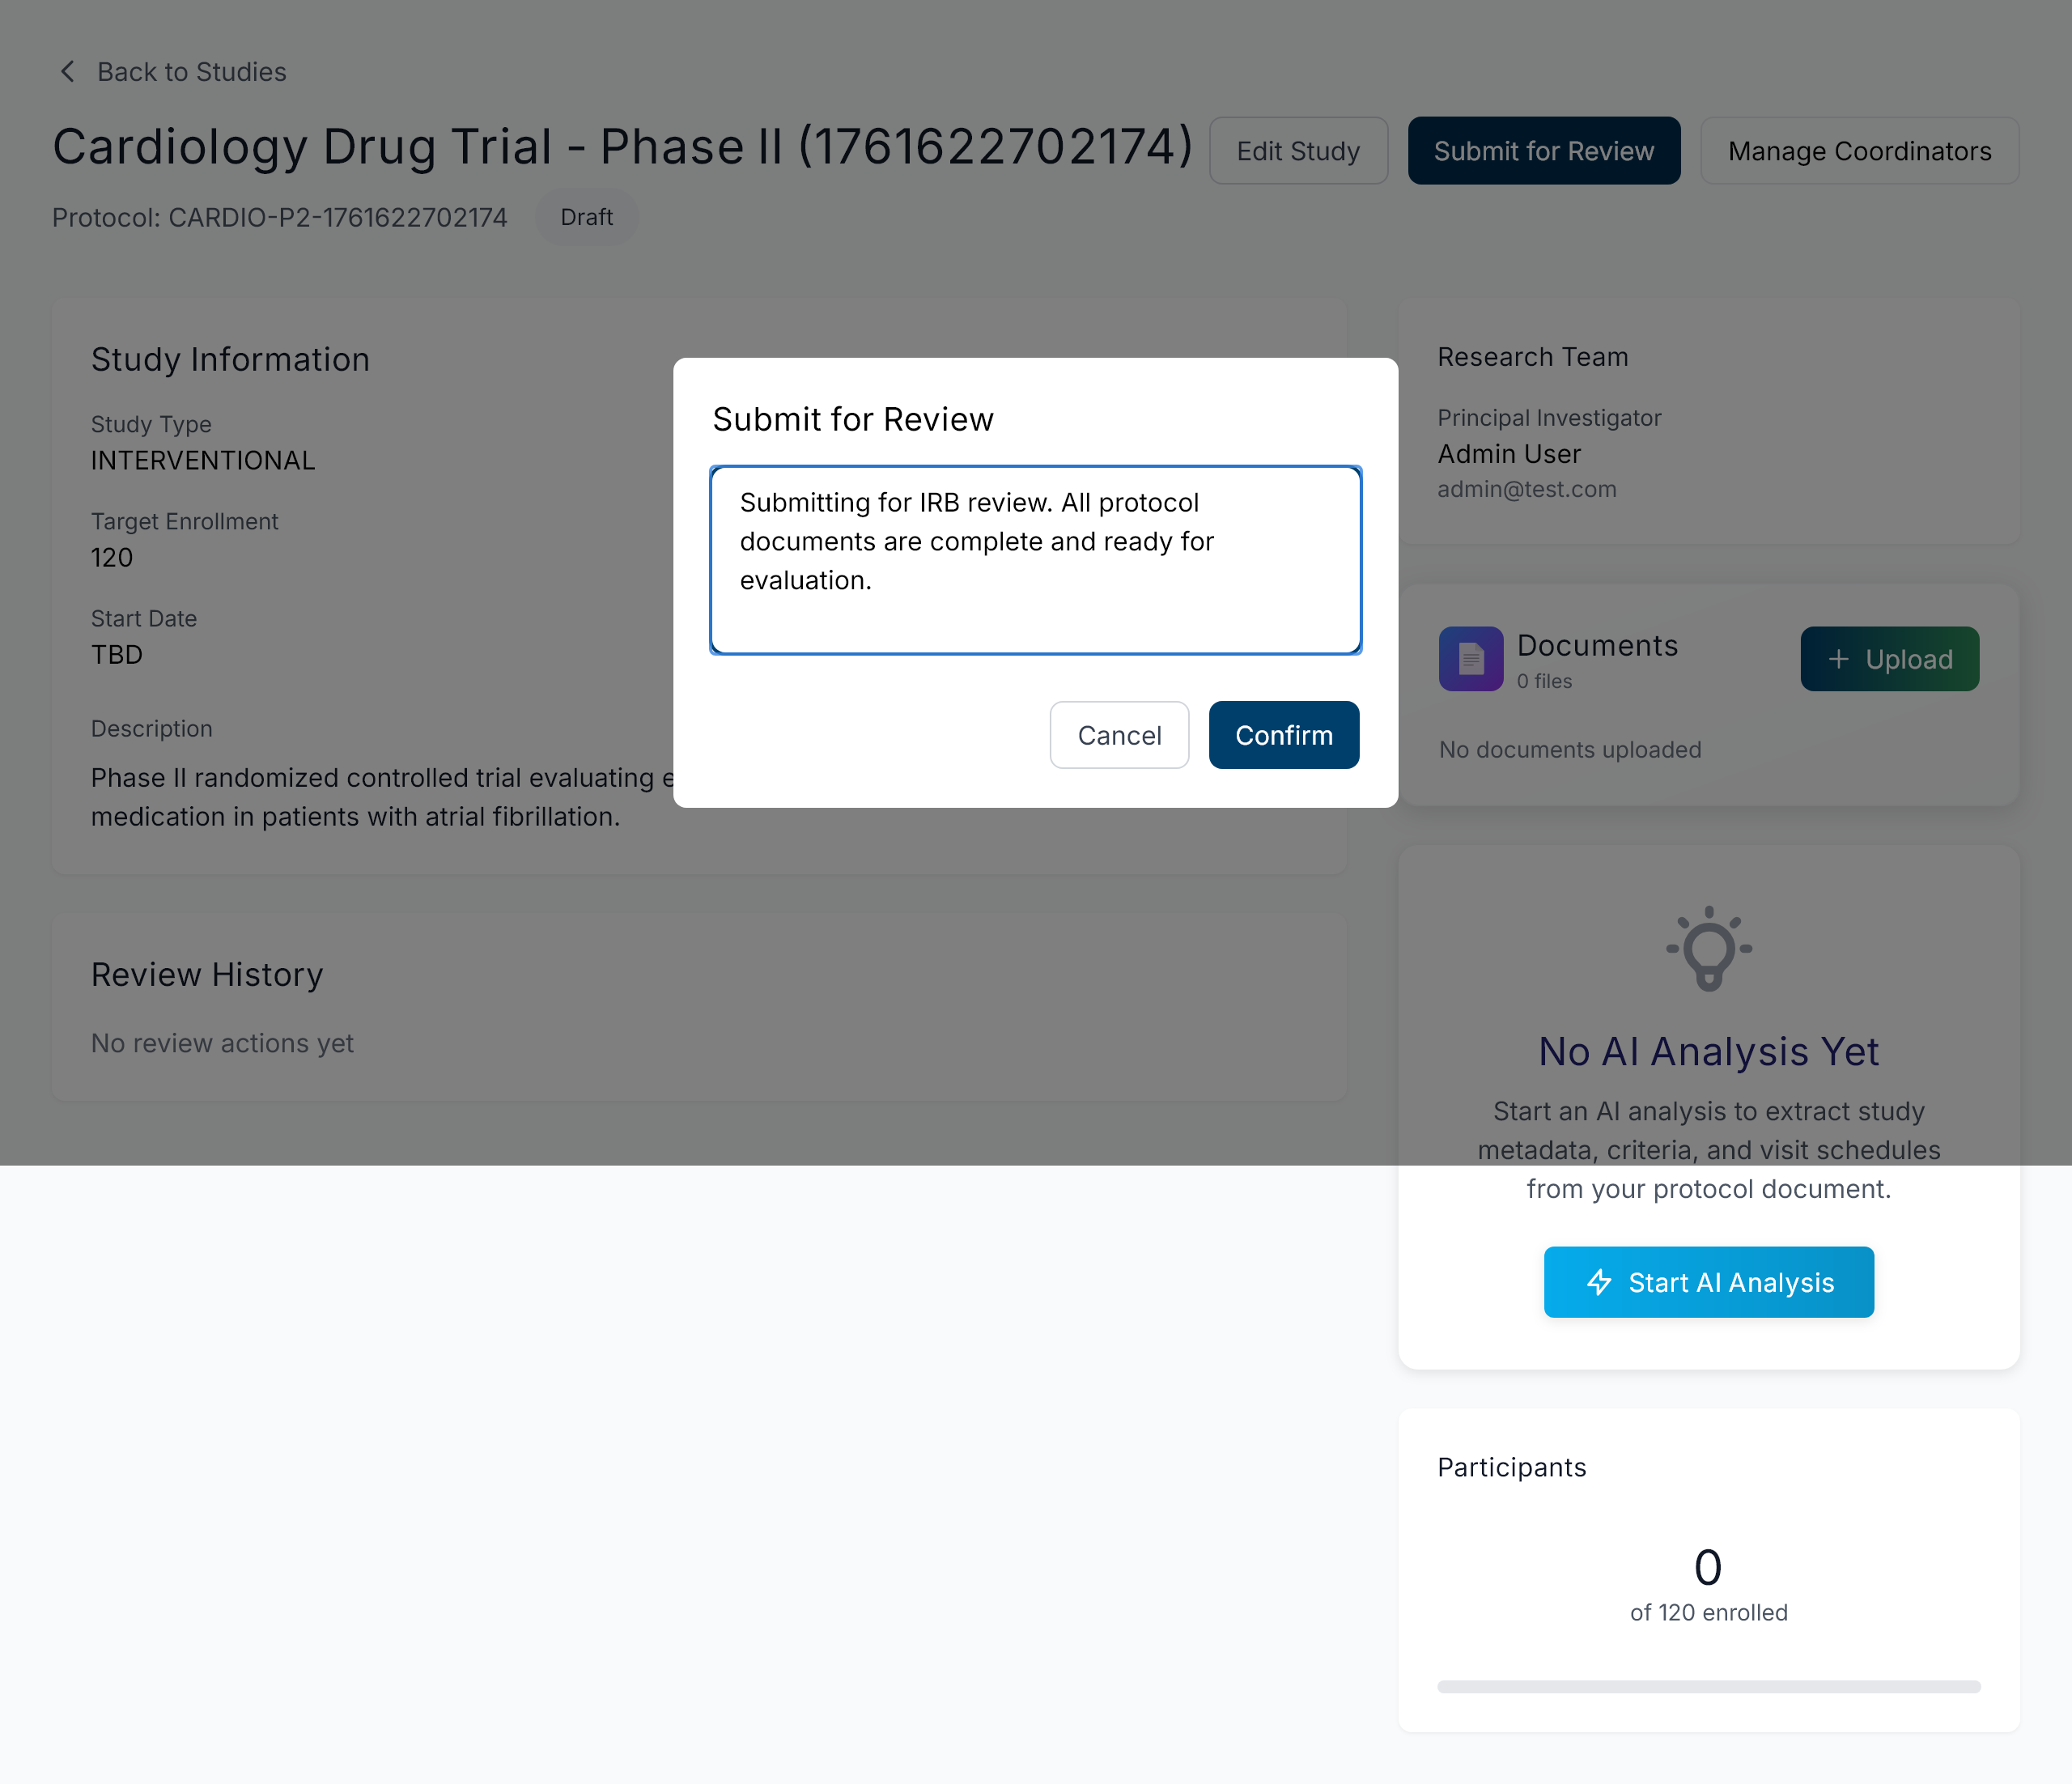 Back to Studies
Cardiology Drug Trial - Phase II (1761622702174)
Edit Study
Submit for Review
Manage Coordinators
Protocol: CARDIO-P2-1761622702174
Draft
Study Information
Study Type
INTERVENTIONAL
Target Enrollment
120
Start Date
TBD
Description
Phase II randomized controlled trial evaluating
medication in patients with atrial fibrillation.
Review History
No review actions yet
Submit for Review
Submitting for IRB review. All protocol
documents are complete and ready for
evaluation.
Cancel
Confirm
Research Team
Principal Investigator
Admin User
admin@test.com
Documents
0 files
Upload
No documents uploaded
No AI Analysis Yet
Start an AI analysis to extract study
metadata, criteria, and visit schedules
from your protocol document.
Start AI Analysis
Participants
0
of 120 enrolled